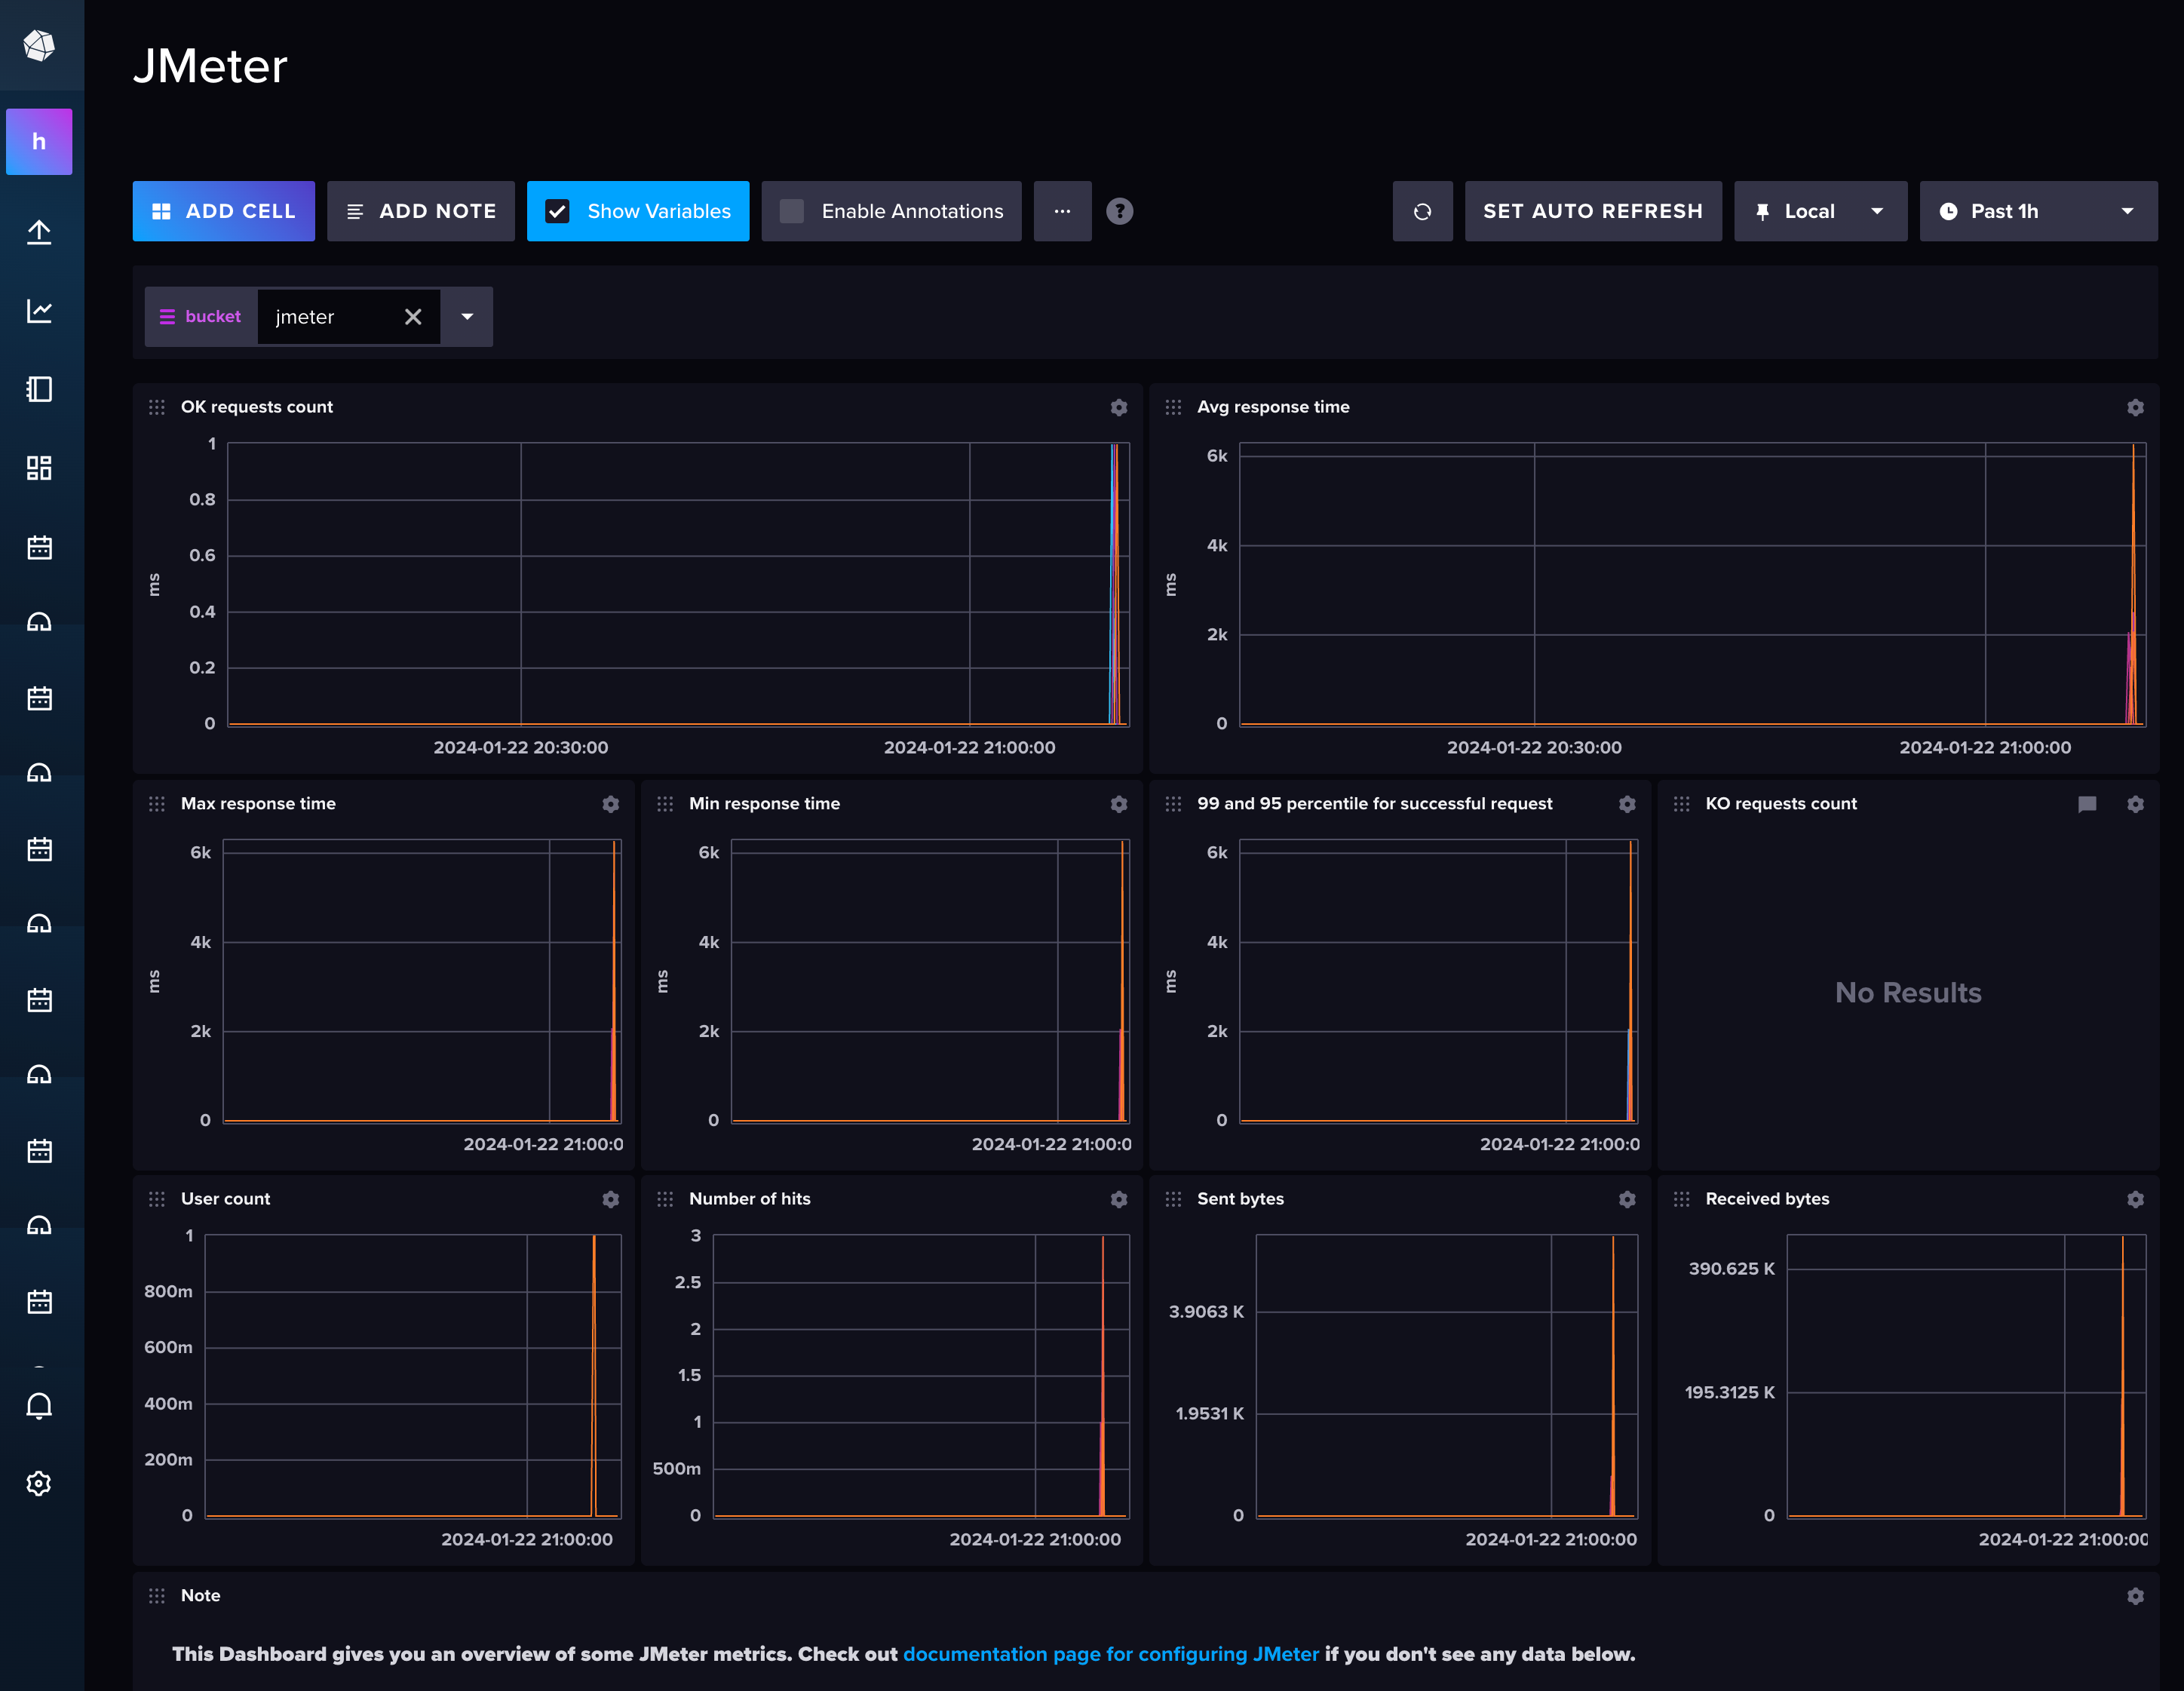 JMeter
h
ADD CELL
ADD NOTE
Show Variables
Enable Annotations
?
SET AUTO REFRESH
Local
Past 1h
bucket
jmeter
OK requests count
1
0.8
0.6
0.4
0.2
0
ms
2024-01-22 20:30:00
2024-01-22 21:00:00
Avg response time
6k
4k
2k
0
ms
2024-01-22 20:30:00
2024-01-22 21:00:00
Max response time
6k
4k
2k
0
ms
2024-01-22 21:00:0
Min response time
6k
4k
2k
0
ms
2024-01-22 21:00:0
99 and 95 percentile for successful request
6k
4k
2k
0
ms
2024-01-22 21:00:0
KO requests count
No Results
User count
1
800m
600m
400m
200m
0
2024-01-22 21:00:00
Number of hits
3
2.5
2
1.5
1
500m
0
2024-01-22 21:00:00
Sent bytes
3.9063 K
1.9531 K
0
2024-01-22 21:00:00
Received bytes
390.625 K
195.3125 K
0
2024-01-22 21:00:00
Note
This Dashboard gives you an overview of some JMeter metrics. Check out documentation page for configuring JMeter if you don't see any data below.